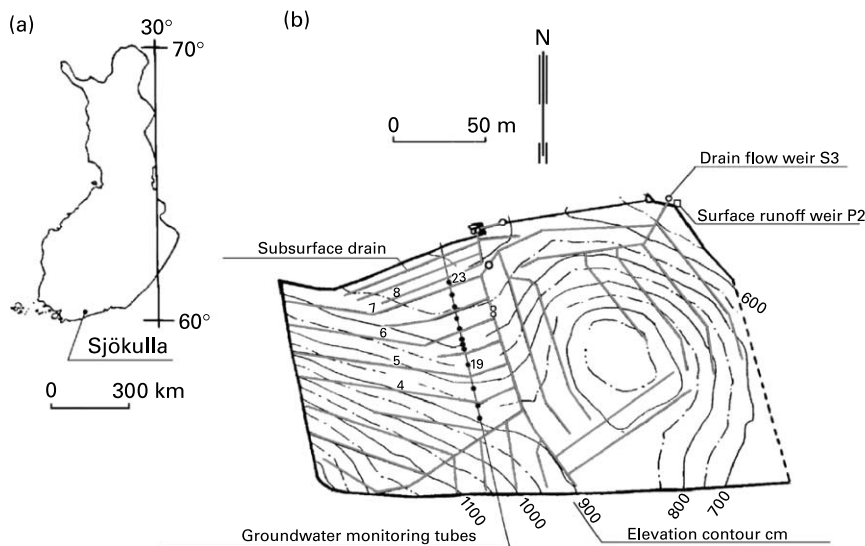 (a)
30°
70°
60°
Sjökulla
0 300 km
(b)
N
0 50 m
Drain flow weir S3
Surface runoff weir P2
Subsurface drain
23
8
7
6
5
19
4
600
1100
1000
900
800
700
Groundwater monitoring tubes
Elevation contour cm